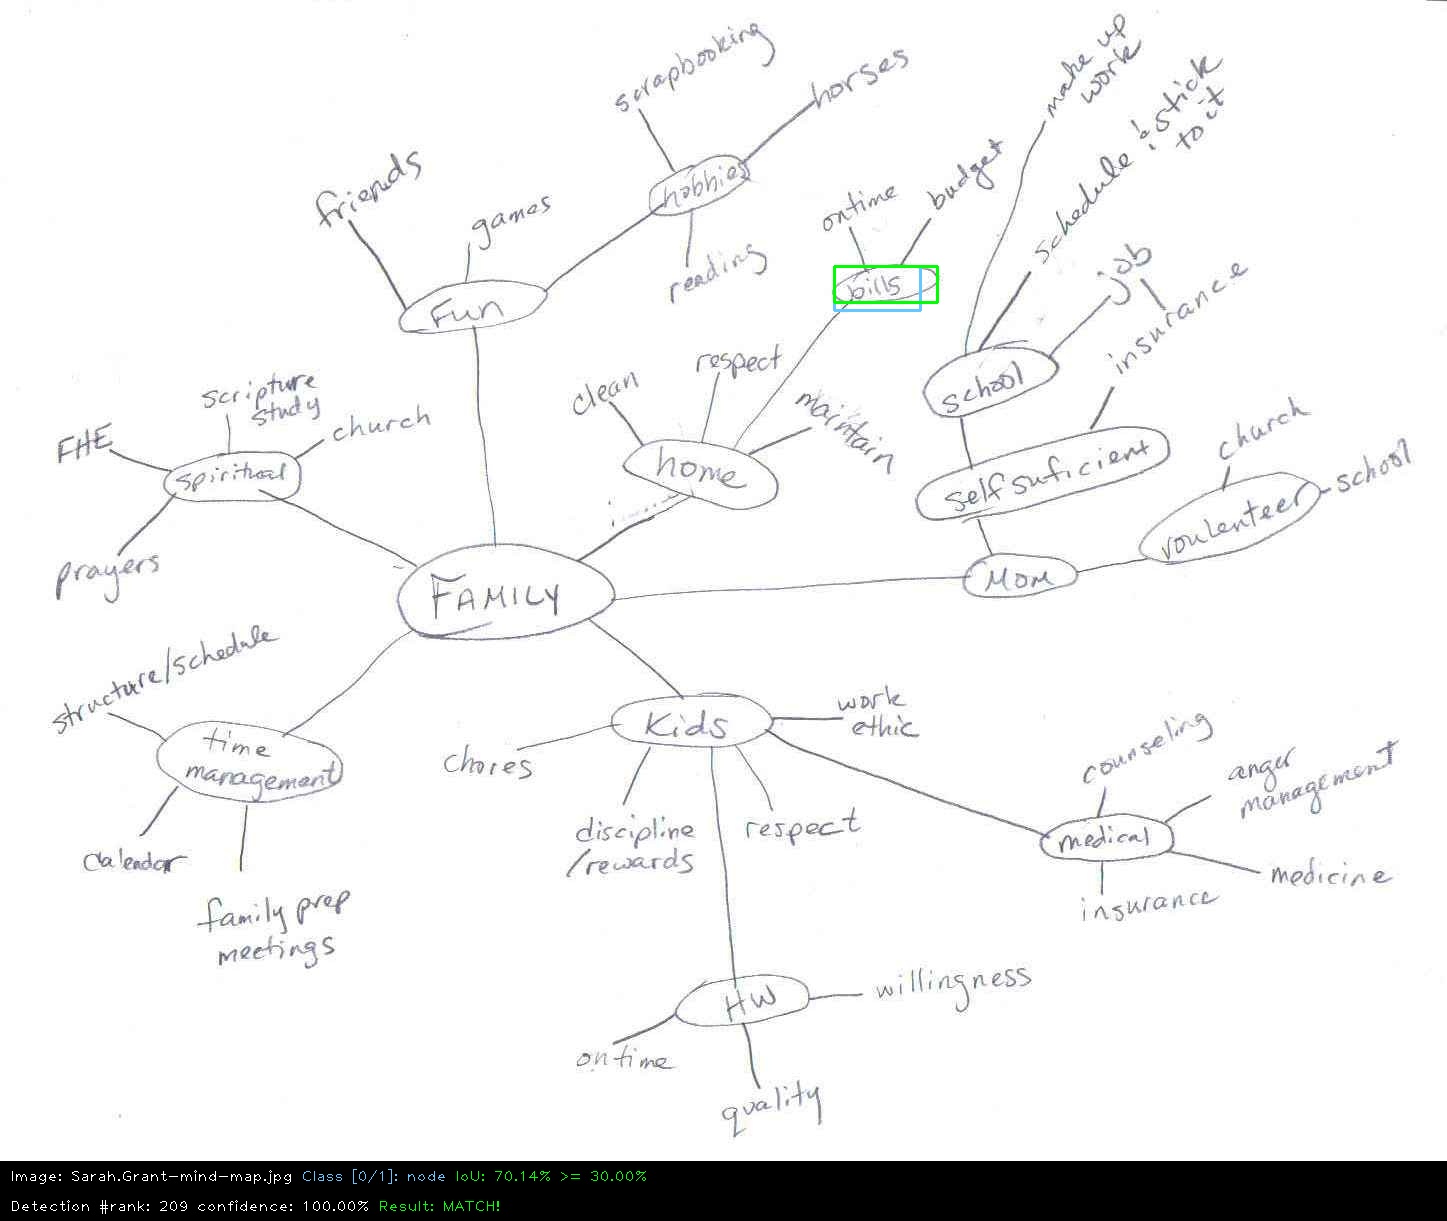 make up
work
scrapbooking
horses
schedule & stick
to it
friends
hobbies
budget
games
ontime
reading
job
bills
insurance
Fun
respect
school
scripture
study
clean
maintain
church
church
FHE
spiritual
home
self suficient
school
voulenteer
prayers
MOM
FAMILY
structure/schedule
work
ethic
Kids
time
management
chores
counseling
anger
management
discipline
/rewards
respect
medical
Calendar
medicine
insurance
family prep
meetings
willingness
HW
on time
quality
Image: Sarah.Grant-mind-map.jpg Class [0/1]: node IoU: 70.14% >= 30.00%
Detection #rank: 209 confidence: 100.00% Result: MATCH!